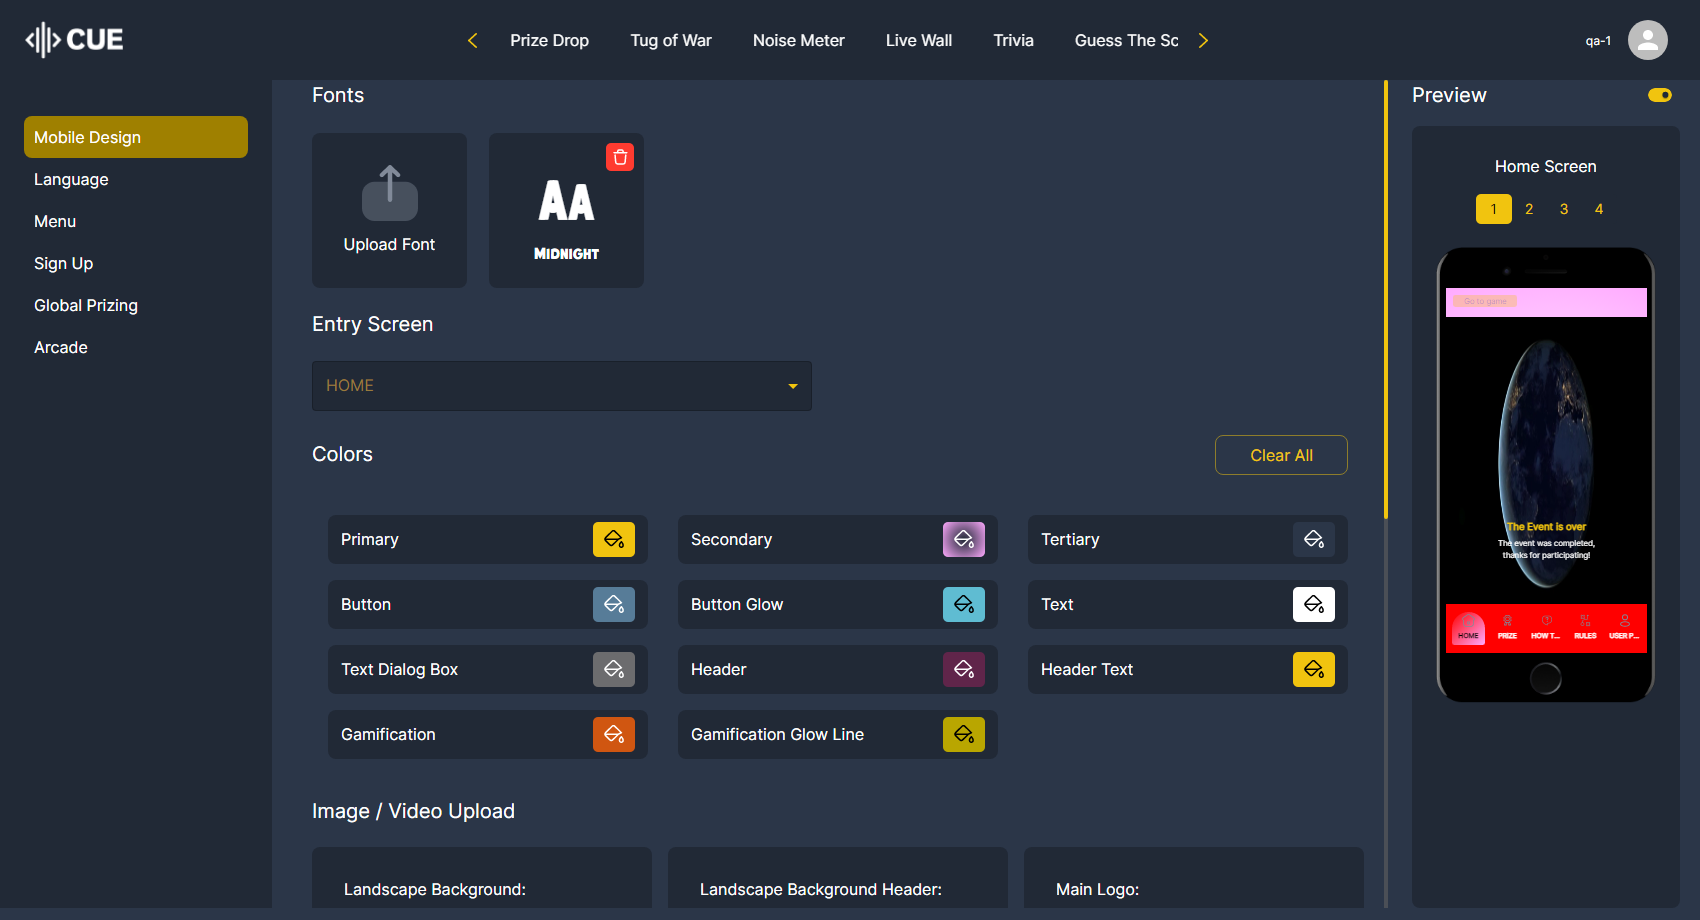 CUE
Prize Drop
Tug of War
Noise Meter
Live Wall
Trivia
Guess The Sc
qa-1
Mobile Design
Language
Menu
Sign Up
Global Prizing
Arcade
Fonts
Upload Font
AA
MIDNIGHT
Entry Screen
HOME
Colors
Clear All
Primary
Secondary
Tertiary
Button
Button Glow
Text
Text Dialog Box
Header
Header Text
Gamification
Gamification Glow Line
Image / Video Upload
Landscape Background:
Landscape Background Header:
Main Logo:
Preview
Home Screen
1 2 3 4
Go to game
The Event is over
The event was completed,
thanks for participating!
HOME PRIZE HOW T... RULES USER P...